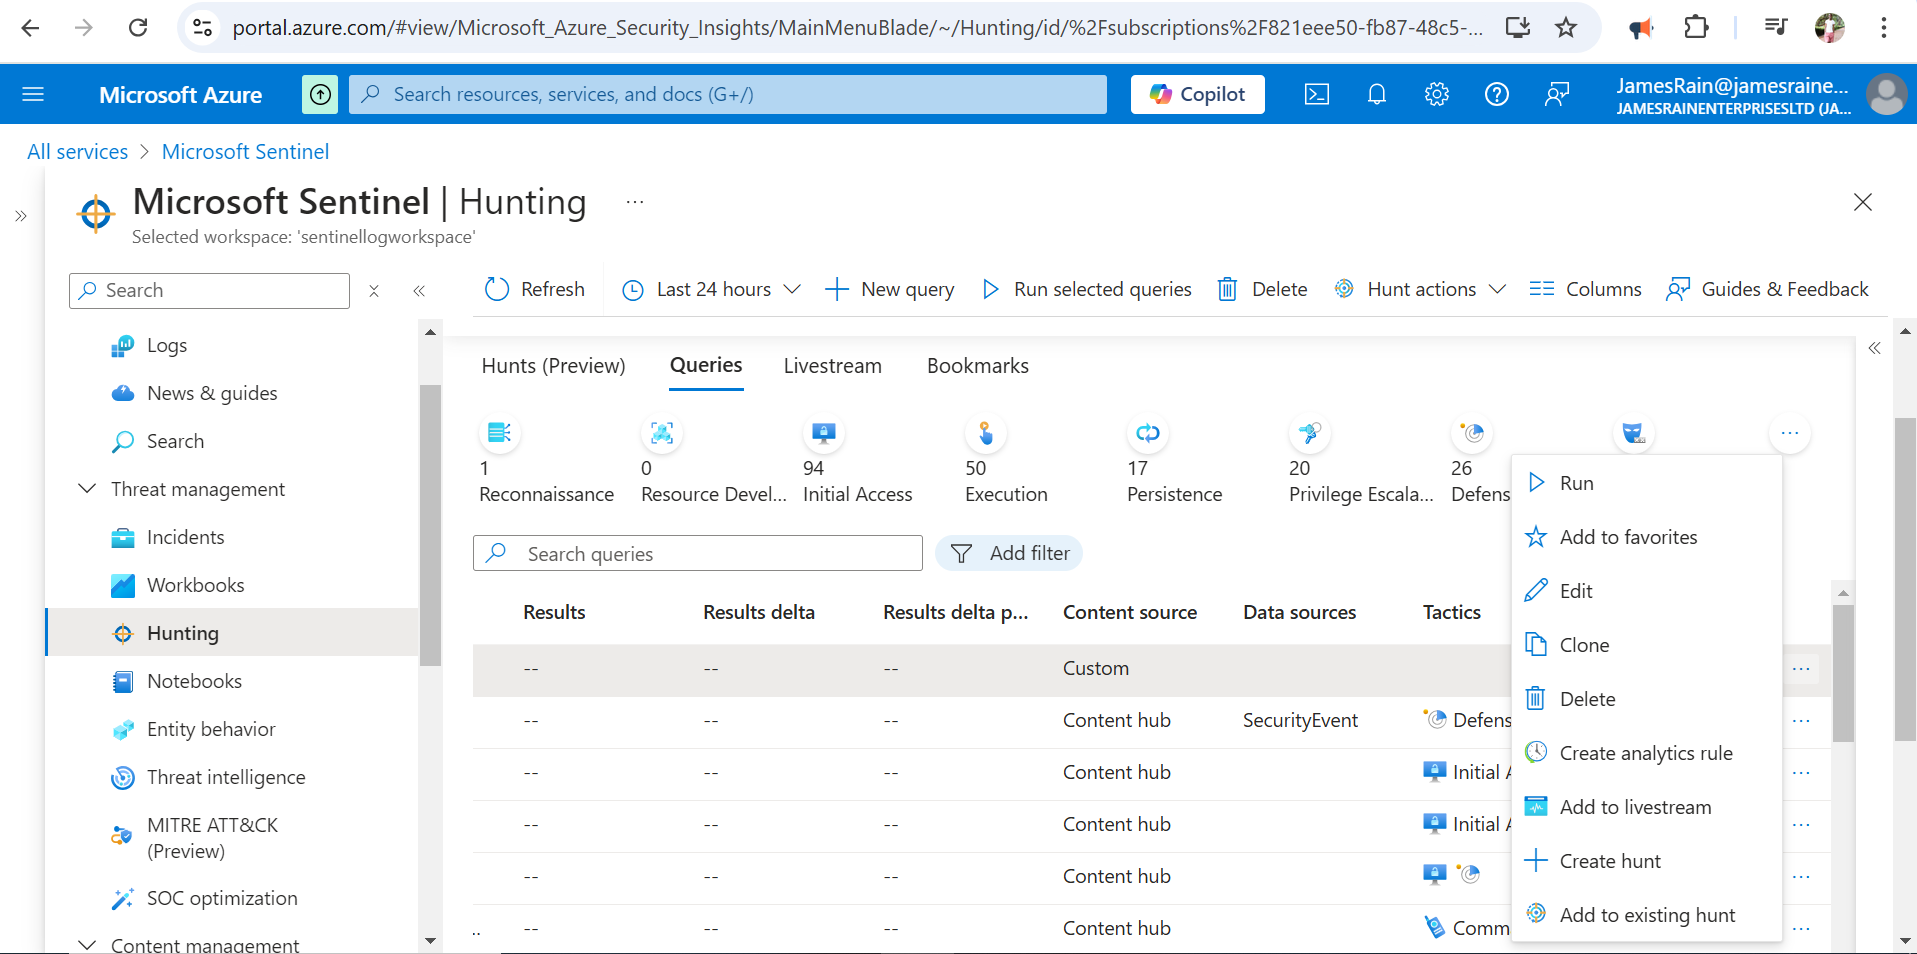 portal.azure.com/#view/Microsoft_Azure_Security_Insights/MainMenuBlade/~/Hunting/id/%2Fsubscriptions%2F821eee50-fb87-48c5-...
Microsoft Azure
Search resources, services, and docs (G+/)
Copilot
JamesRain@jamesraine...
JAMESRAINENTERPRISESLTD (JA...
All services > Microsoft Sentinel
Microsoft Sentinel | Hunting ...
Selected workspace: 'sentinellogworkspace'
Search
Refresh
Last 24 hours
New query
Run selected queries
Delete
Hunt actions
Columns
Guides & Feedback
Logs
News & guides
Search
Threat management
Incidents
Workbooks
Hunting
Notebooks
Entity behavior
Threat intelligence
MITRE ATT&CK
(Preview)
SOC optimization
Content management
Hunts (Preview)
Queries
Livestream
Bookmarks
1
Reconnaissance
0
Resource Devel...
94
Initial Access
50
Execution
17
Persistence
20
Privilege Escala...
26
Defens
Search queries
Add filter
Results Results delta Results delta p... Content source Data sources Tactics
-- -- -- Custom
-- -- -- Content hub SecurityEvent Defens
-- -- -- Content hub Initial A
-- -- -- Content hub Initial A
-- -- -- Content hub
.. -- -- -- Content hub Comm
Run
Add to favorites
Edit
Clone
Delete
Create analytics rule
Add to livestream
Create hunt
Add to existing hunt